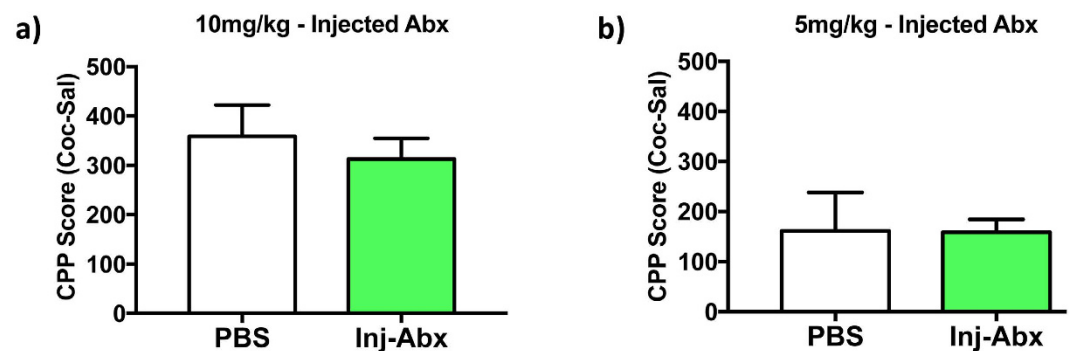 a)
10mg/kg - Injected Abx
CPP Score (Coc-Sal)
500
400
300
200
100
0
PBS
Inj-Abx
b)
5mg/kg - Injected Abx
CPP Score (Coc-Sal)
500
400
300
200
100
0
PBS
Inj-Abx